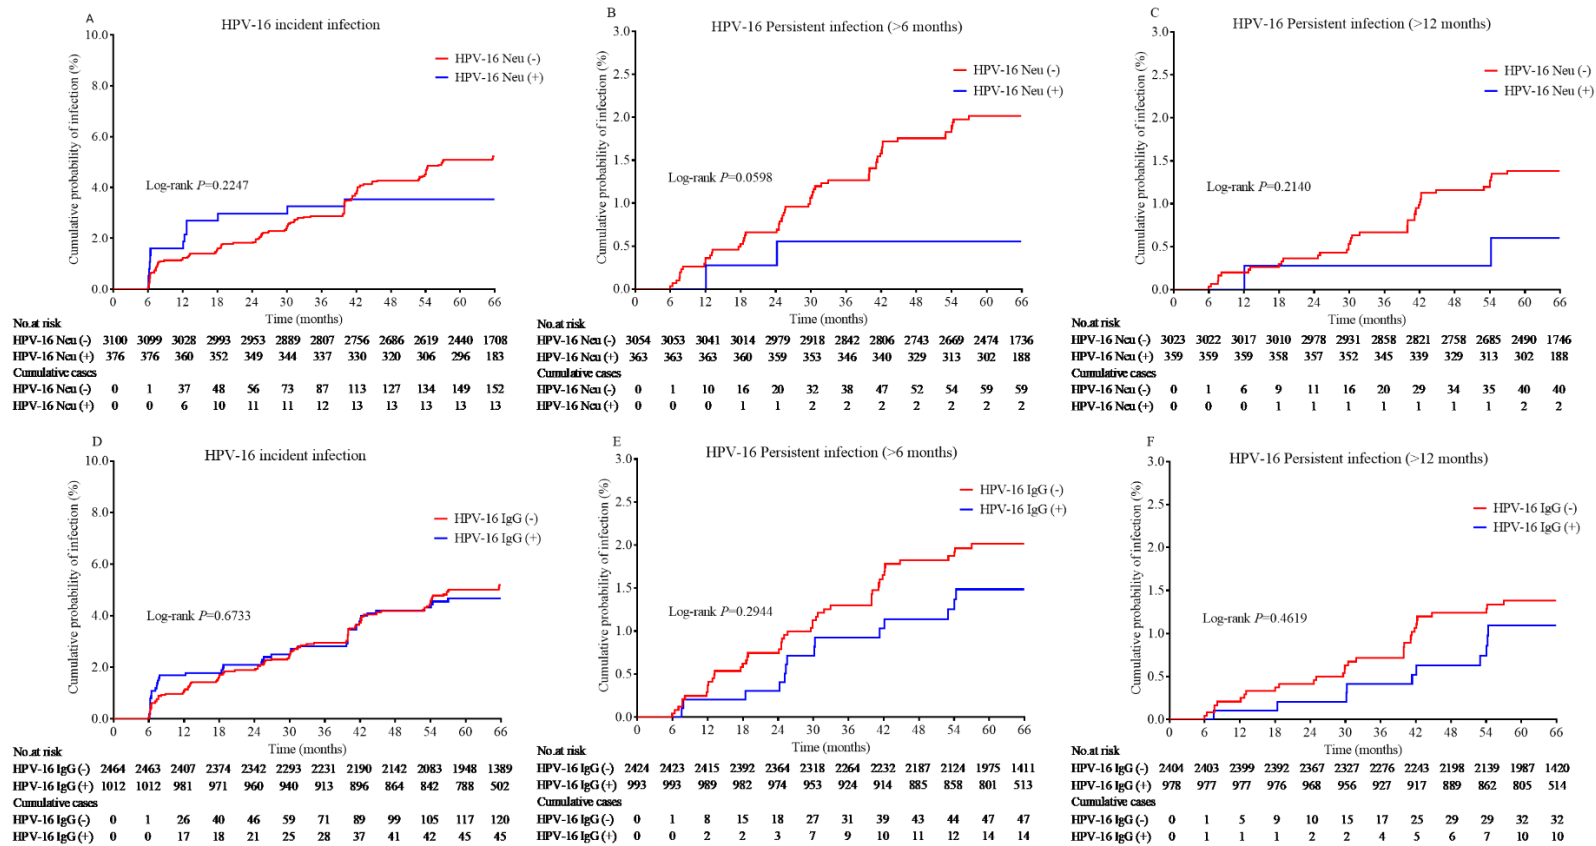 A
HPV-16 incident infection
10.0
8.0
6.0
4.0
2.0
0.0
Cumulative probability of infection (%)
HPV-16 Neu (-)
HPV-16 Neu (+)
Log-rank P=0.2247
0 6 12 18 24 30 36 42 48 54 60 66
Time (months)
No.at risk
HPV-16 Neu (-) 3100 3099 3028 2993 2953 2889 2807 2756 2686 2619 2440 1708
HPV-16 Neu (+) 376 376 360 352 349 344 337 330 320 306 296 183
Cumulative cases
HPV-16 Neu (-) 0 1 37 48 56 73 87 113 127 134 149 152
HPV-16 Neu (+) 0 0 6 10 11 11 12 13 13 13 13 13
B
HPV-16 Persistent infection (>6 months)
3.0
2.5
2.0
1.5
1.0
0.5
0.0
Cumulative probability of infection (%)
HPV-16 Neu (-)
HPV-16 Neu (+)
Log-rank P=0.0598
0 6 12 18 24 30 36 42 48 54 60 66
Time (months)
No.at risk
HPV-16 Neu (-) 3054 3053 3041 3014 2979 2918 2842 2806 2743 2669 2474 1736
HPV-16 Neu (+) 363 363 363 360 359 353 346 340 329 313 302 188
Cumulative cases
HPV-16 Neu (-) 0 1 10 16 20 32 38 47 52 54 59 59
HPV-16 Neu (+) 0 0 0 1 1 2 2 2 2 2 2 2
C
HPV-16 Persistent infection (>12 months)
3.0
2.5
2.0
1.5
1.0
0.5
0.0
Cumulative probability of infection (%)
HPV-16 Neu (-)
HPV-16 Neu (+)
Log-rank P=0.2140
0 6 12 18 24 30 36 42 48 54 60 66
Time (months)
No.at risk
HPV-16 Neu (-) 3023 3022 3017 3010 2978 2931 2858 2821 2758 2685 2490 1746
HPV-16 Neu (+) 359 359 359 358 357 352 345 339 329 313 302 188
Cumulative cases
HPV-16 Neu (-) 0 1 6 9 11 16 20 29 34 35 40 40
HPV-16 Neu (+) 0 0 0 1 1 1 1 1 1 1 2 2
D
HPV-16 incident infection
10.0
8.0
6.0
4.0
2.0
0.0
Cumulative probability of infection (%)
HPV-16 IgG (-)
HPV-16 IgG (+)
Log-rank P=0.6733
0 6 12 18 24 30 36 42 48 54 60 66
Time (months)
No.at risk
HPV-16 IgG (-) 2464 2463 2407 2374 2342 2293 2231 2190 2142 2083 1948 1389
HPV-16 IgG (+) 1012 1012 981 971 960 940 913 896 864 842 788 502
Cumulative cases
HPV-16 IgG (-) 0 1 26 40 46 59 71 89 99 105 117 120
HPV-16 IgG (+) 0 0 17 18 21 25 28 37 41 42 45 45
E
HPV-16 Persistent infection (>6 months)
3.0
2.5
2.0
1.5
1.0
0.5
0.0
Cumulative probability of infection (%)
HPV-16 IgG (-)
HPV-16 IgG (+)
Log-rank P=0.2944
0 6 12 18 24 30 36 42 48 54 60 66
Time (months)
No.at risk
HPV-16 IgG (-) 2424 2423 2415 2392 2364 2318 2264 2232 2187 2124 1975 1411
HPV-16 IgG (+) 993 993 989 982 974 953 924 914 885 858 801 513
Cumulative cases
HPV-16 IgG (-) 0 1 8 15 18 27 31 39 43 44 47 47
HPV-16 IgG (+) 0 0 2 2 3 7 9 10 11 12 14 14
F
HPV-16 Persistent infection (>12 months)
3.0
2.5
2.0
1.5
1.0
0.5
0.0
Cumulative probability of infection (%)
HPV-16 IgG (-)
HPV-16 IgG (+)
Log-rank P=0.4619
0 6 12 18 24 30 36 42 48 54 60 66
Time (months)
No.at risk
HPV-16 IgG (-) 2404 2403 2399 2392 2367 2327 2276 2243 2198 2139 1987 1420
HPV-16 IgG (+) 978 977 977 976 968 956 927 917 889 862 805 514
Cumulative cases
HPV-16 IgG (-) 0 1 5 9 10 15 17 25 29 29 32 32
HPV-16 IgG (+) 0 1 1 1 2 2 4 5 6 7 10 10